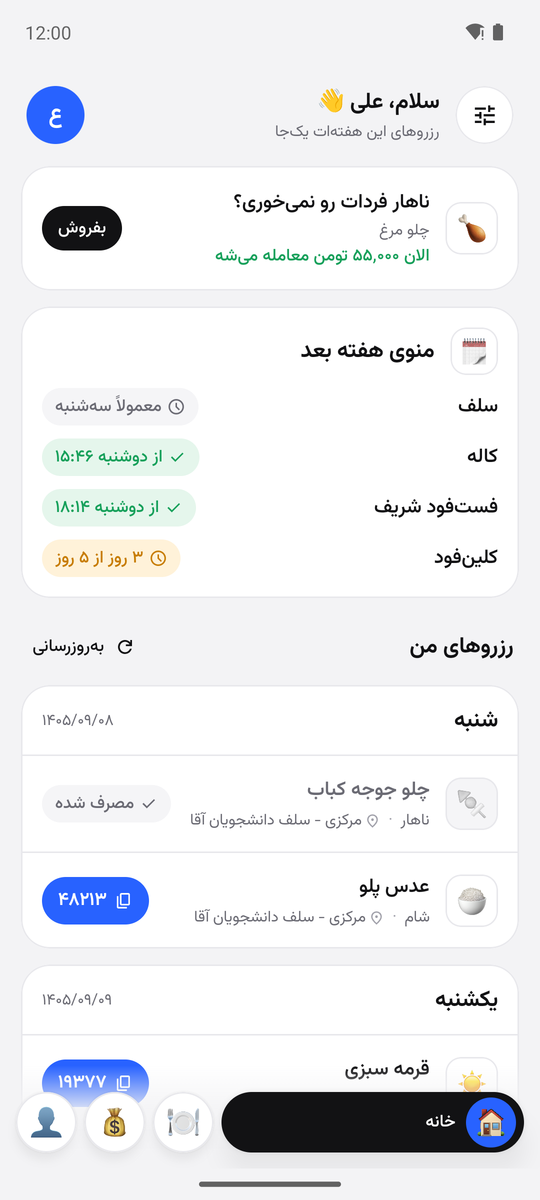 12:00
سلام، علی 👋
رزروهای این هفته‌ات یک‌جا
ع
ناهار فردات رو نمی‌خوری؟
چلو مرغ
الان ۵۵,۰۰۰ تومن معامله می‌شه
بفروش
منوی هفته بعد
سلف
معمولاً سه‌شنبه
کاله
از دوشنبه ۱۵:۴۶
فست‌فود شریف
از دوشنبه ۱۸:۱۴
کلین‌فود
۳ روز از ۵ روز
رزروهای من
به‌روزرسانی
شنبه
۱۴۰۵/۰۹/۰۸
چلو جوجه کباب
ناهار · مرکزی - سلف دانشجویان آقا
مصرف شده
عدس پلو
شام · مرکزی - سلف دانشجویان آقا
۴۸۲۱۳
یکشنبه
۱۴۰۵/۰۹/۰۹
قرمه سبزی
۱۹۳۷۷
خانه